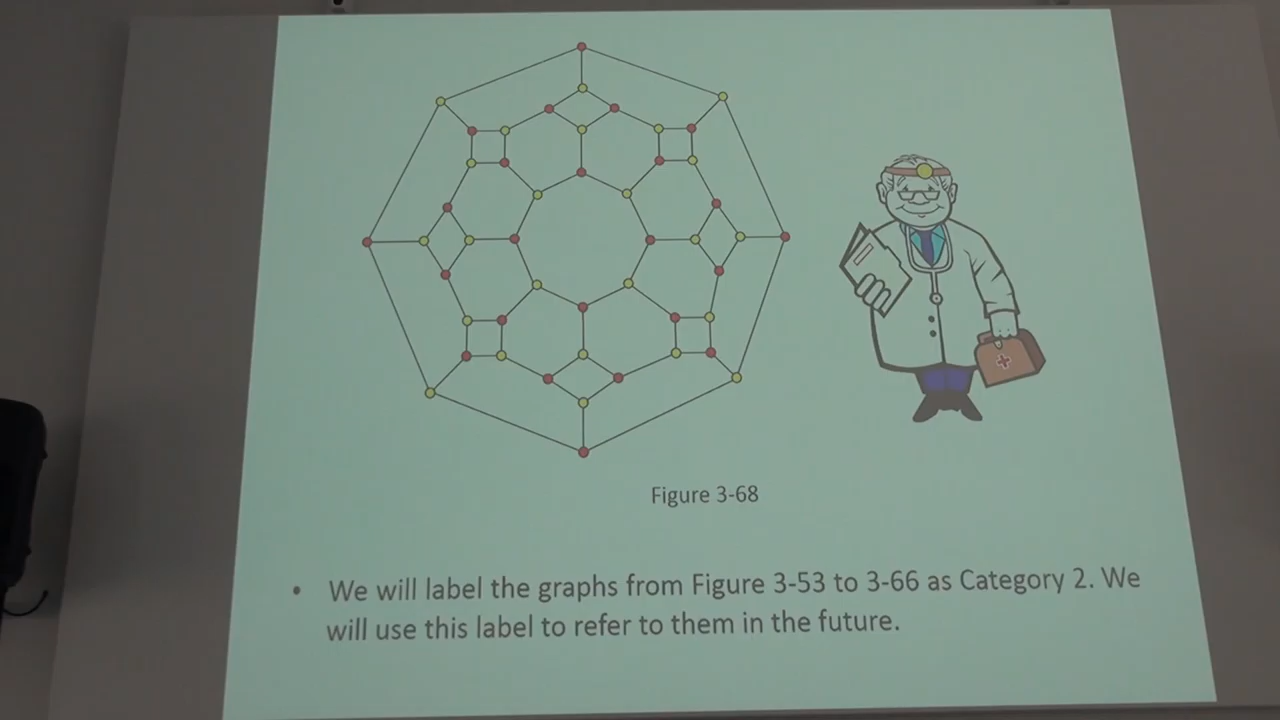 Figure 3-68
• We will label the graphs from Figure 3-53 to 3-66 as Category 2. We
will use this label to refer to them in the future.